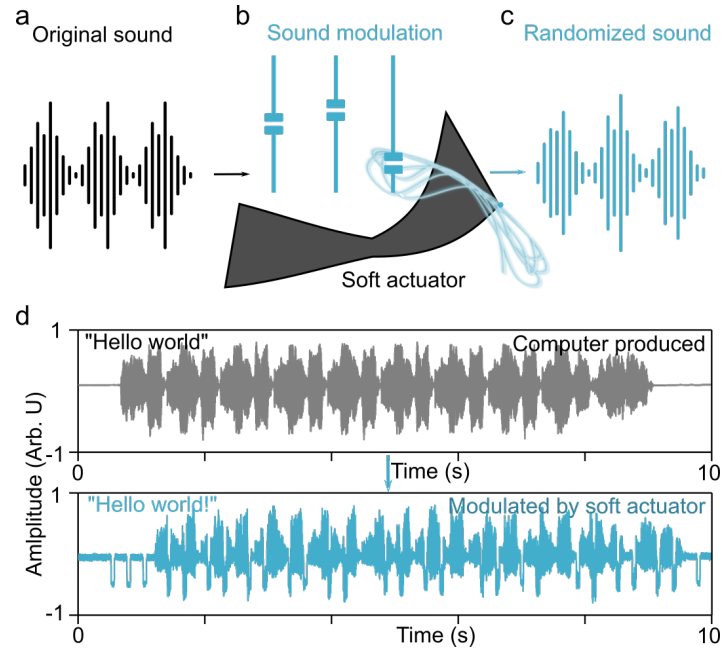 a
Original sound
b
Sound modulation
c
Randomized sound
Soft actuator
d
1
"Hello world"
Computer produced
-1
0
Time (s)
10
1
"Hello world!"
Modulated by soft actuator
-1
0
Time (s)
10
Amlplitude (Arb. U)